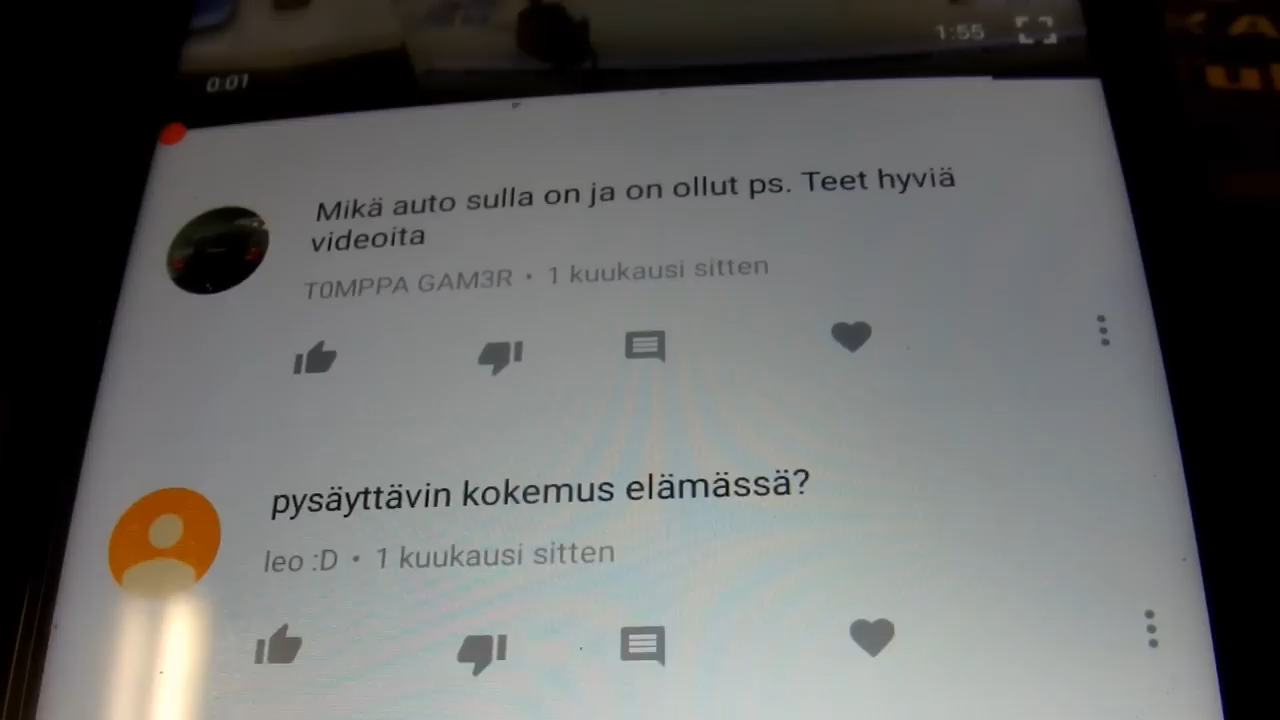 1:55
0:01
Mikä auto sulla on ja on ollut ps. Teet hyviä
videoita
T0MPPA GAM3R • 1 kuukausi sitten
pysäyttävin kokemus elämässä?
leo :D • 1 kuukausi sitten